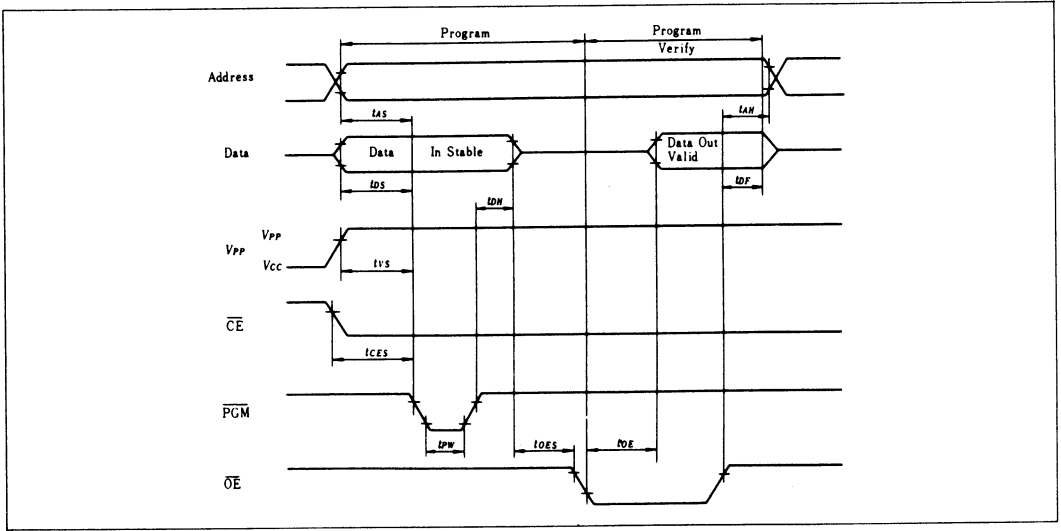 Program
Program
Verify
Address
tAS
tAH
Data
Data
In Stable
Data Out
Valid
tDS
tDH
tDF
VPP
VPP
VCC
tVS
CE
tCES
PGM
tPW
tOES
tOE
OE